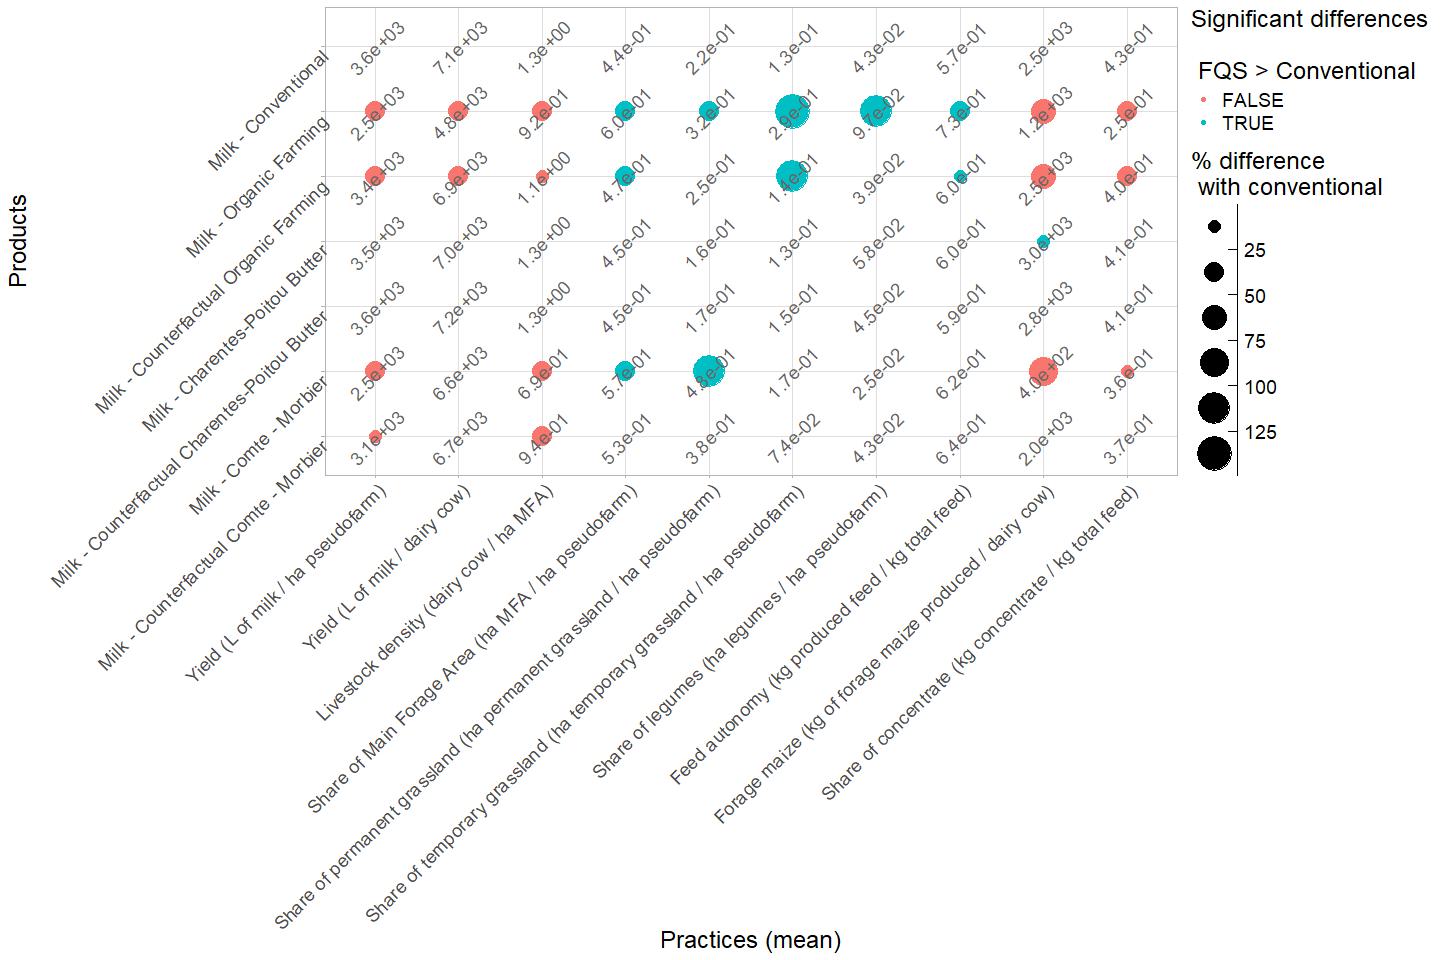 Significant differences
FQS > Conventional
FALSE
TRUE
% difference
with conventional
25
50
75
100
125
Products
Milk - Conventional
3.6e+03 7.1e+03 1.3e+00 4.4e-01 2.2e-01 1.3e-01 4.3e-02 5.7e-01 2.5e+03 4.3e-01
Milk - Organic Farming
2.5e+03 4.8e+03 9.2e-01 6.0e-01 3.2e-01 2.9e-01 9.7e-02 7.3e-01 1.2e+03 2.5e-01
Milk - Counterfactual Organic Farming
3.4e+03 6.9e+03 1.1e+00 4.7e-01 2.5e-01 1.4e-01 3.9e-02 6.0e-01 2.5e+03 4.0e-01
Milk - Charentes-Poitou Butter
3.5e+03 7.0e+03 1.3e+00 4.5e-01 1.6e-01 1.3e-01 5.8e-02 6.0e-01 3.0e+03 4.1e-01
Milk - Counterfactual Charentes-Poitou Butter
3.6e+03 7.2e+03 1.3e+00 4.5e-01 1.7e-01 1.5e-01 4.5e-02 5.9e-01 2.8e+03 4.1e-01
Milk - Comte - Morbier
2.5e+03 6.6e+03 6.9e-01 5.7e-01 4.8e-01 1.7e-01 2.5e-02 6.2e-01 4.0e+02 3.6e-01
Milk - Counterfactual Comte - Morbier
3.1e+03 6.7e+03 9.4e-01 5.3e-01 3.8e-01 7.4e-02 4.3e-02 6.4e-01 2.0e+03 3.7e-01
Yield (L of milk / ha pseudofarm)
Yield (L of milk / dairy cow)
Livestock density (dairy cow / ha MFA)
Share of Main Forage Area (ha MFA / ha pseudofarm)
Share of permanent grassland (ha permanent grassland / ha pseudofarm)
Share of temporary grassland (ha temporary grassland / ha pseudofarm)
Share of legumes (ha legumes / ha pseudofarm)
Feed autonomy (kg produced feed / kg total feed)
Forage maize (kg of forage maize produced / dairy cow)
Share of concentrate (kg concentrate / kg total feed)
Practices (mean)